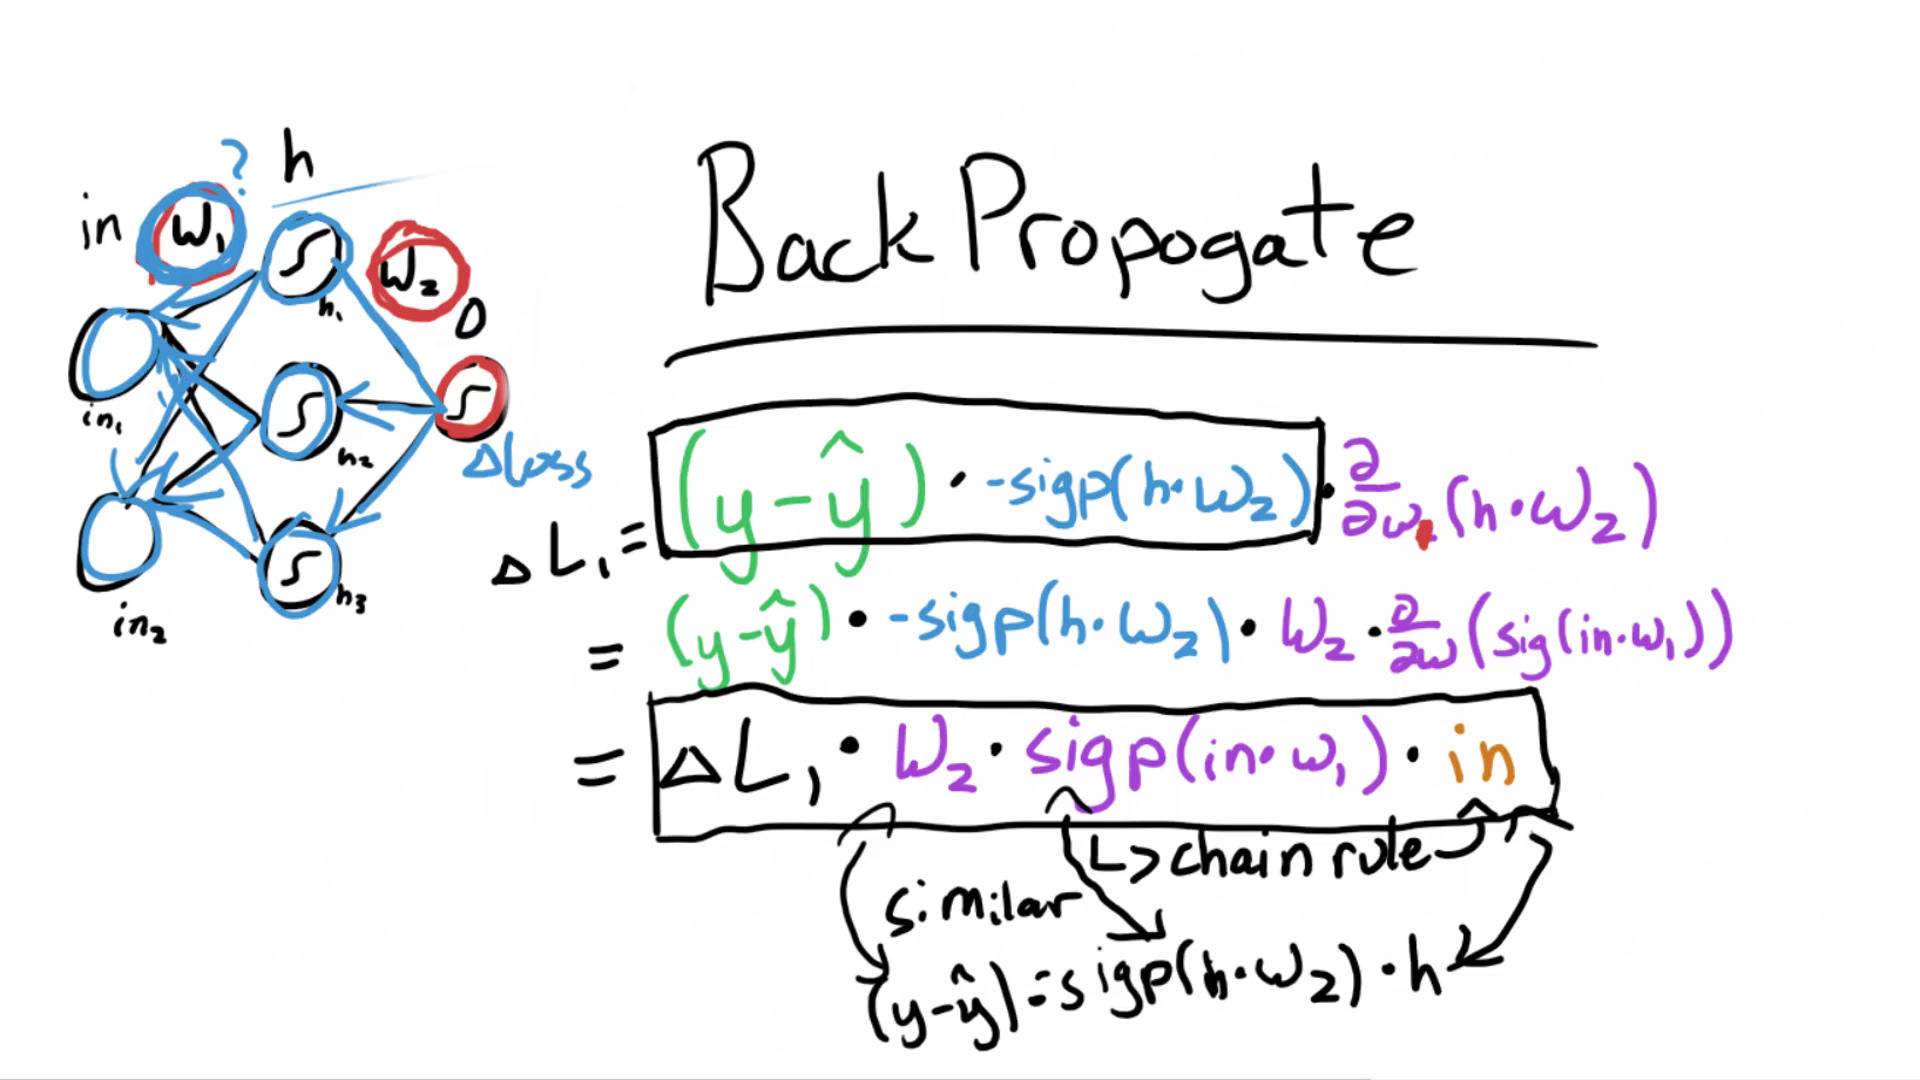 Back Propogate
? h
in W₁
W₂
h₁ O
in₁
h₂ Δloss
h₃
in₂
ΔL₁ = (y-ŷ) · -sigp(h·W₂) · ∂/∂w (h·W₂)
= (y-ŷ) · -sigp(h·W₂) · W₂ · ∂/∂w (sig(in·w₁))
= ΔL₁ · W₂ · sigp(in·w₁) · in
↳ chain rule
similar
(y-ŷ) · -sigp(h·W₂) · h